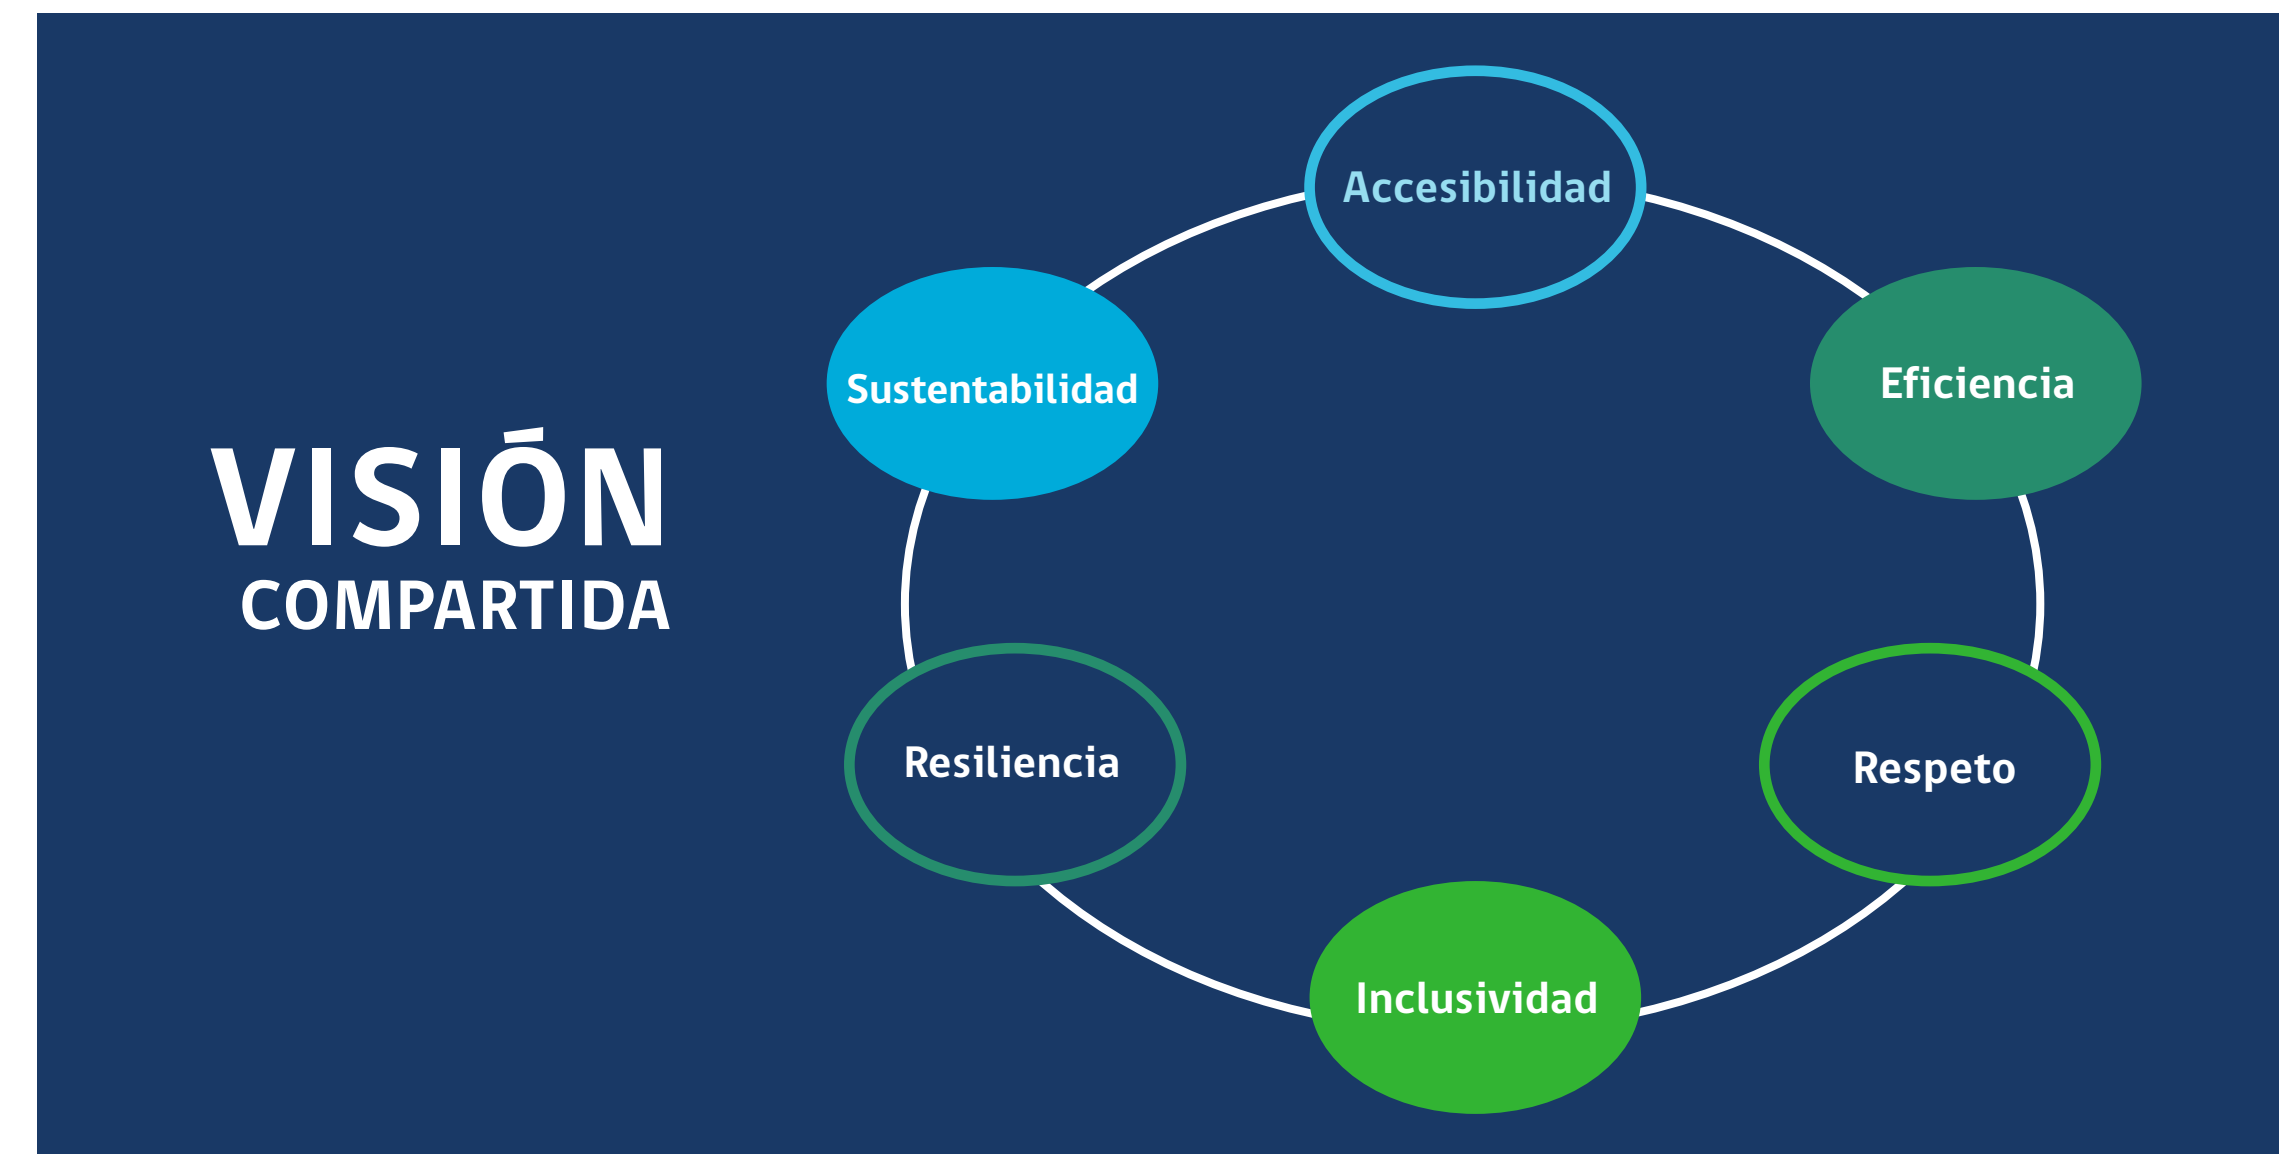 VISIÓN
COMPARTIDA
Accesibilidad
Eficiencia
Respeto
Inclusividad
Resiliencia
Sustentabilidad